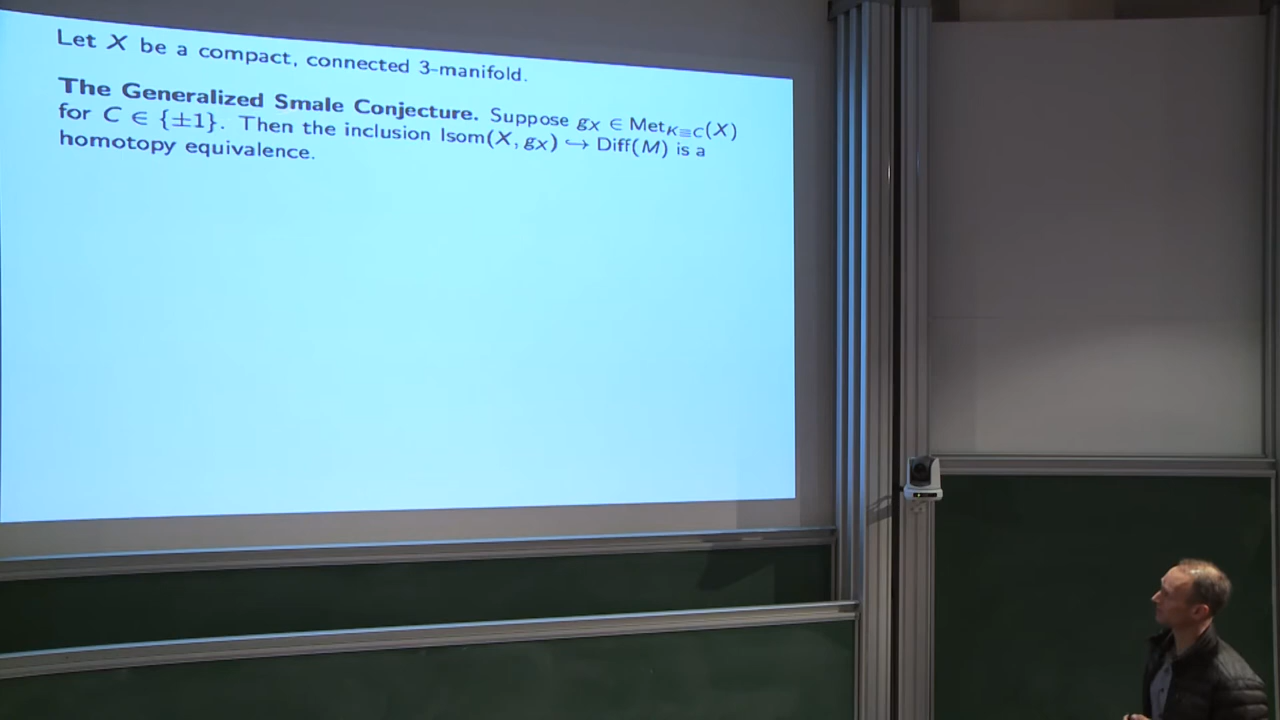 Let X be a compact, connected 3-manifold.
The Generalized Smale Conjecture. Suppose g_X ∈ Met_{K≡C}(X)
for C ∈ {±1}. Then the inclusion Isom(X, g_X) ↪ Diff(M) is a
homotopy equivalence.